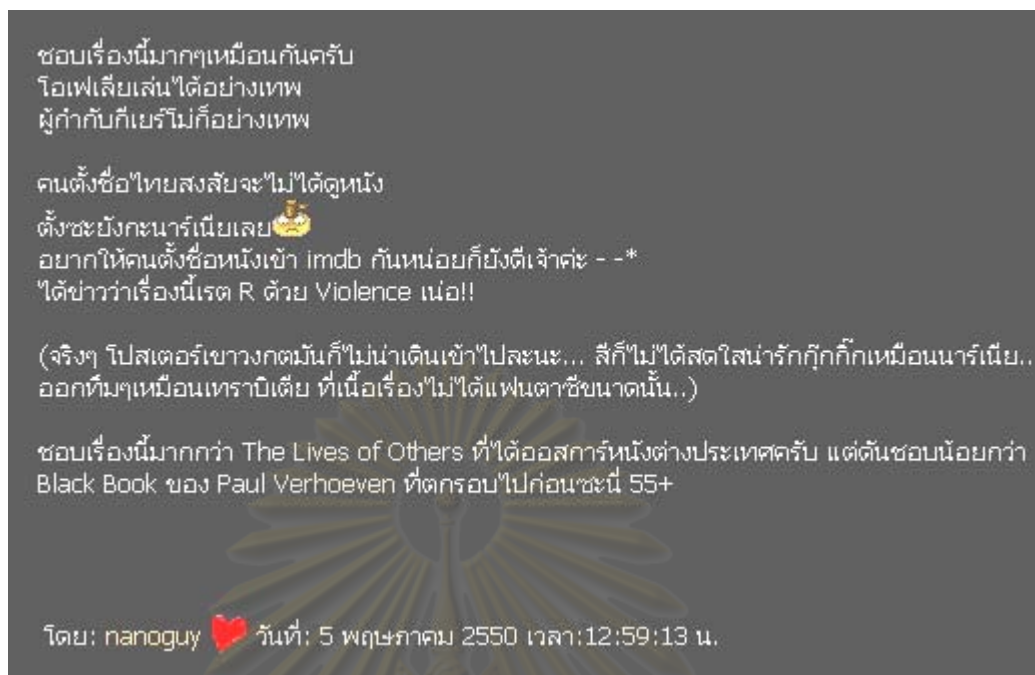 ชอบเรื่องนี้มากๆเหมือนกันครับ
โอเฟเลียเล่นได้อย่างเทพ
ผู้กำกับกีเยร์โม่ก็อย่างเทพ
คนตั้งชื่อไทยสงสัยจะไม่ได้ดูหนัง
ตั้งซะยังกะนาร์เนียเลย
อยากให้คนตั้งชื่อหนังเข้า imdb กันหน่อยก็ยังดีเจ้าค่ะ - -*
ได้ข่าวว่าเรื่องนี้เรต R ด้วย Violence เน่อ!!
(จริงๆ โปสเตอร์เขาวงกตมันก็ไม่น่าเดินเข้าไปละนะ... สีก็ไม่ได้สดใสน่ารักกุ๊กกิ๊กเหมือนนาร์เนีย..
ออกทึมๆเหมือนเทราบิเตีย ที่เนื้อเรื่องไม่ได้แฟนตาซีขนาดนั้น..)
ชอบเรื่องนี้มากกว่า The Lives of Others ที่ได้ออสการ์หนังต่างประเทศครับ แต่ดันชอบน้อยกว่า
Black Book ของ Paul Verhoeven ที่ตกรอบไปก่อนซะนี่ 55+
โดย: nanoguy วันที่: 5 พฤษภาคม 2550 เวลา:12:59:13 น.